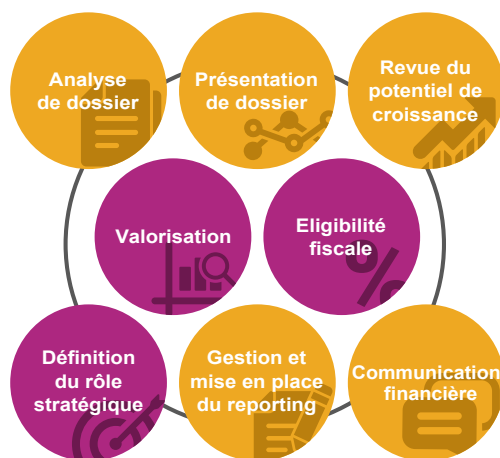 Analyse
de dossier
Présentation
de dossier
Revue du
potentiel de
croissance
Valorisation
Eligibilité
fiscale
Définition
du rôle
stratégique
Gestion et
mise en place
du reporting
Communication
financière